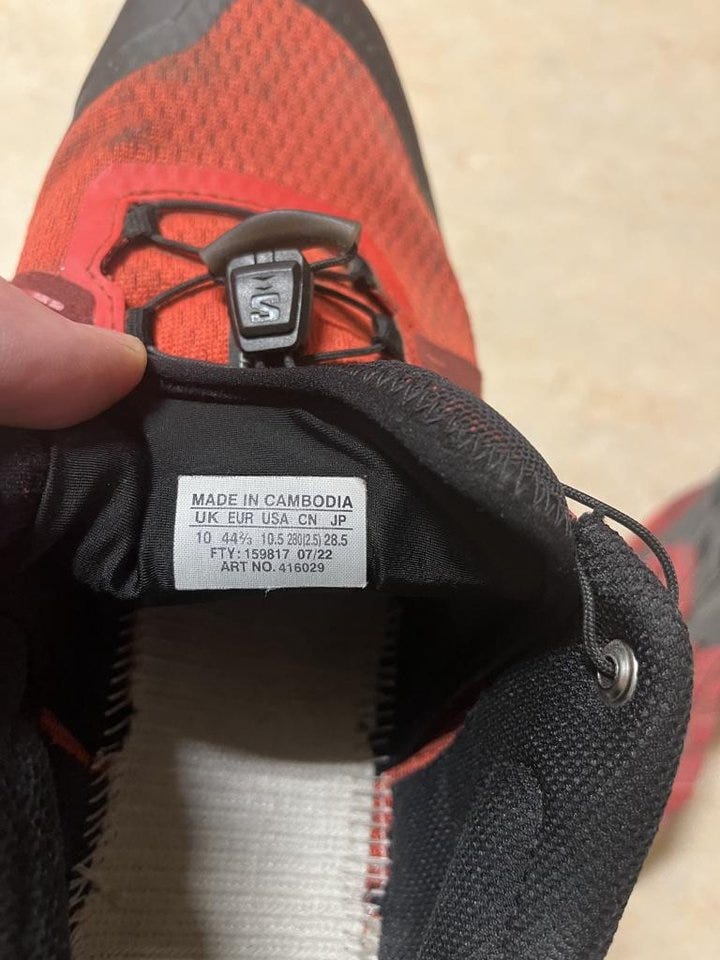 S
MADE IN CAMBODIA
UK EUR USA CN JP
10 44⅔ 10.5 280(2.5) 28.5
FTY: 159817 07/22
ART NO. 416029